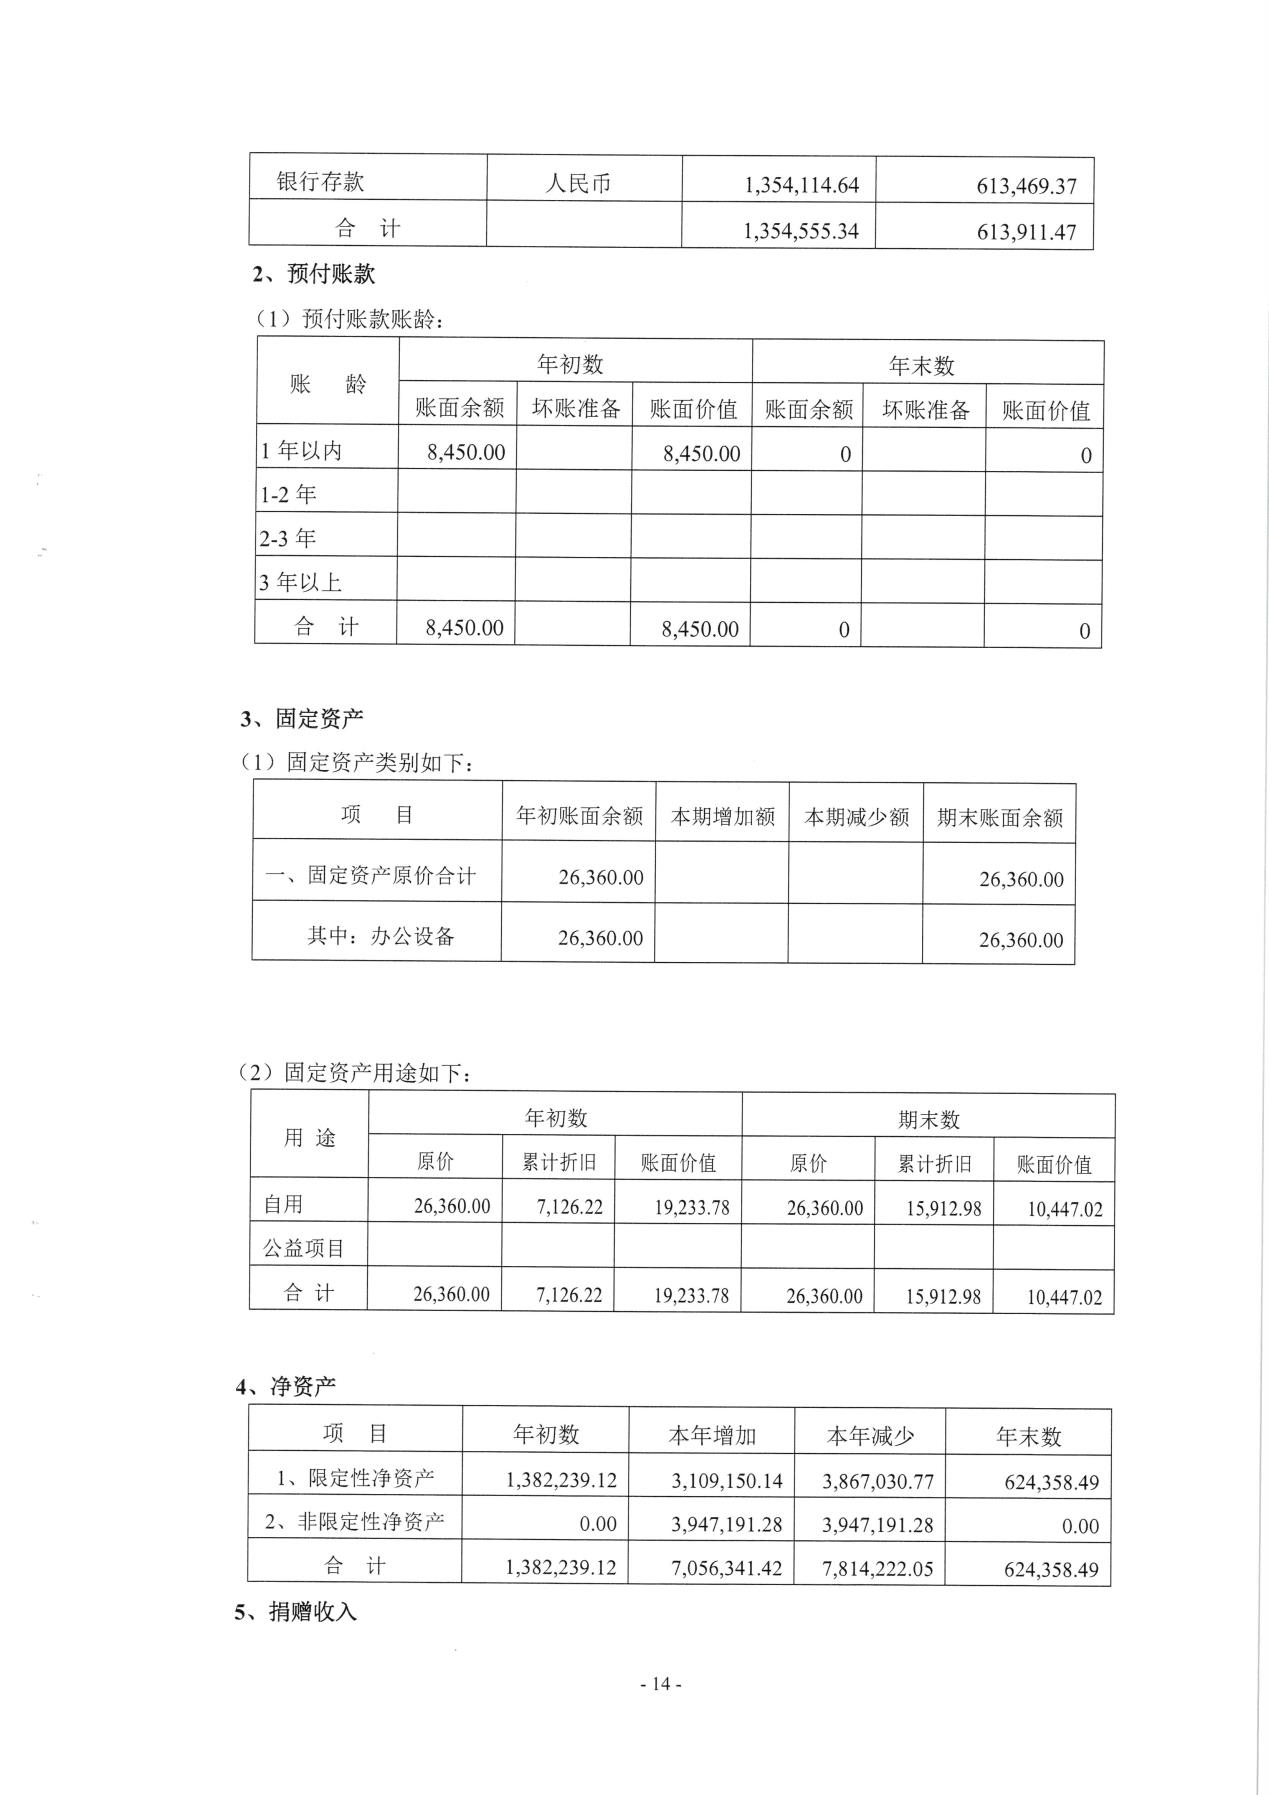 银行存款 人民币 1,354,114.64 613,469.37
合 计 1,354,555.34 613,911.47
2、预付账款
（1）预付账款账龄：
账 龄 年初数 年末数
账面余额 坏账准备 账面价值 账面余额 坏账准备 账面价值
1 年以内 8,450.00 8,450.00 0 0
1-2 年
2-3 年
3 年以上
合 计 8,450.00 8,450.00 0 0
3、固定资产
（1）固定资产类别如下：
项 目 年初账面余额 本期增加额 本期减少额 期末账面余额
一、固定资产原价合计 26,360.00 26,360.00
其中：办公设备 26,360.00 26,360.00
（2）固定资产用途如下：
用 途 年初数 期末数
原价 累计折旧 账面价值 原价 累计折旧 账面价值
自用 26,360.00 7,126.22 19,233.78 26,360.00 15,912.98 10,447.02
公益项目
合 计 26,360.00 7,126.22 19,233.78 26,360.00 15,912.98 10,447.02
4、净资产
项 目 年初数 本年增加 本年减少 年末数
1、限定性净资产 1,382,239.12 3,109,150.14 3,867,030.77 624,358.49
2、非限定性净资产 0.00 3,947,191.28 3,947,191.28 0.00
合 计 1,382,239.12 7,056,341.42 7,814,222.05 624,358.49
5、捐赠收入
- 14 -